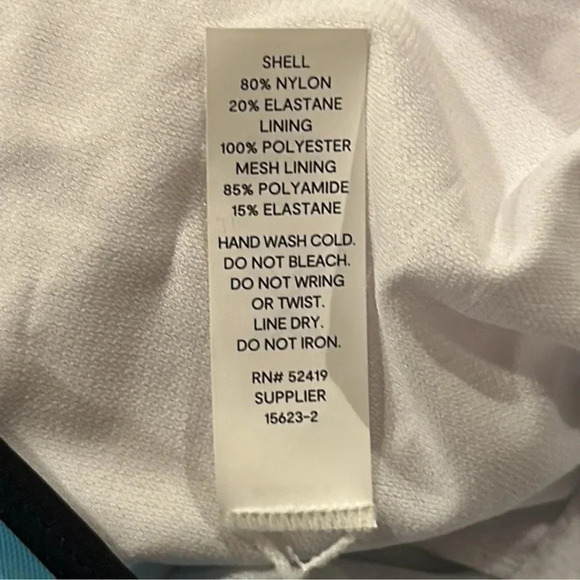 SHELL
80% NYLON
20% ELASTANE
LINING
100% POLYESTER
MESH LINING
85% POLYAMIDE
15% ELASTANE
HAND WASH COLD.
DO NOT BLEACH.
DO NOT WRING
OR TWIST.
LINE DRY.
DO NOT IRON.
RN# 52419
SUPPLIER
15623-2